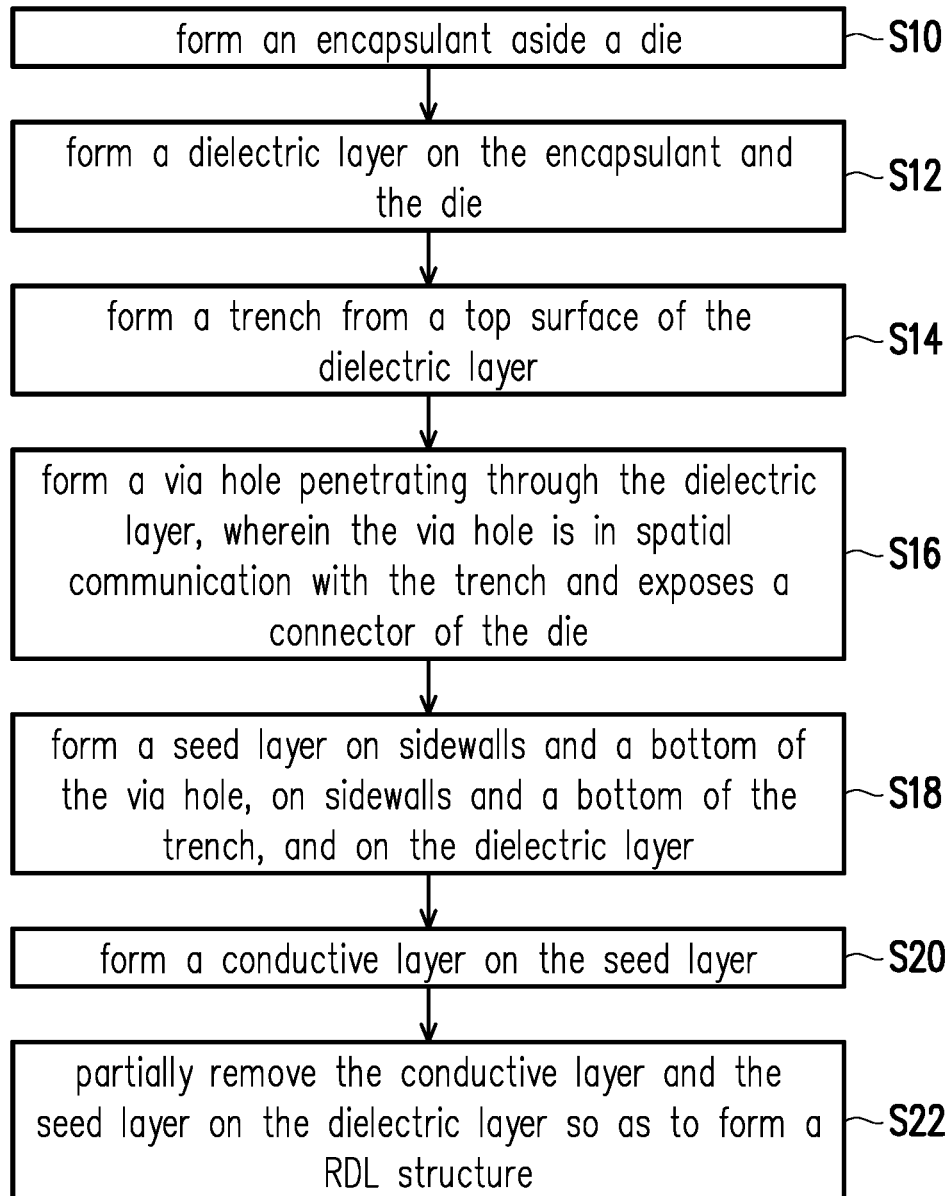 form an encapsulant aside a die
S10
form a dielectric layer on the encapsulant and
the die
S12
form a trench from a top surface of the
dielectric layer
S14
form a via hole penetrating through the dielectric
layer, wherein the via hole is in spatial
communication with the trench and exposes a
connector of the die
S16
form a seed layer on sidewalls and a bottom of
the via hole, on sidewalls and a bottom of the
trench, and on the dielectric layer
S18
form a conductive layer on the seed layer
S20
partially remove the conductive layer and the
seed layer on the dielectric layer so as to form a
RDL structure
S22